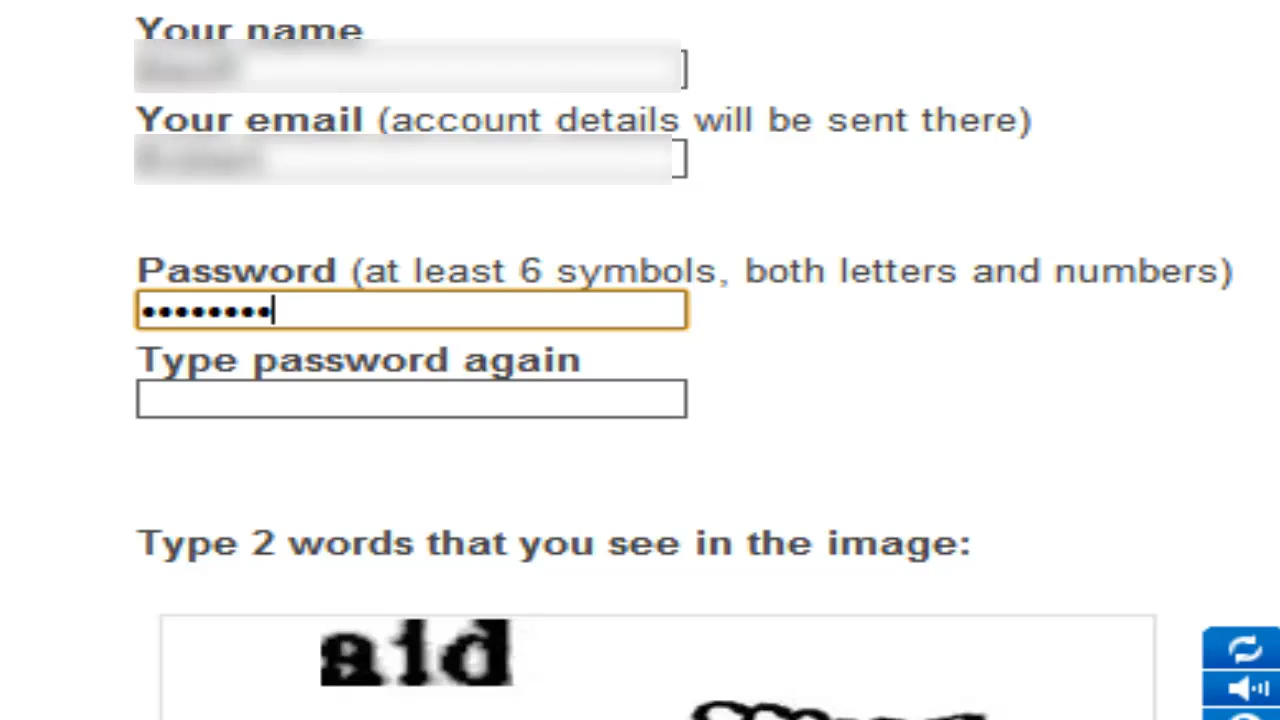 Your name
Your email (account details will be sent there)
Password (at least 6 symbols, both letters and numbers)
••••••••
Type password again
Type 2 words that you see in the image:
aid